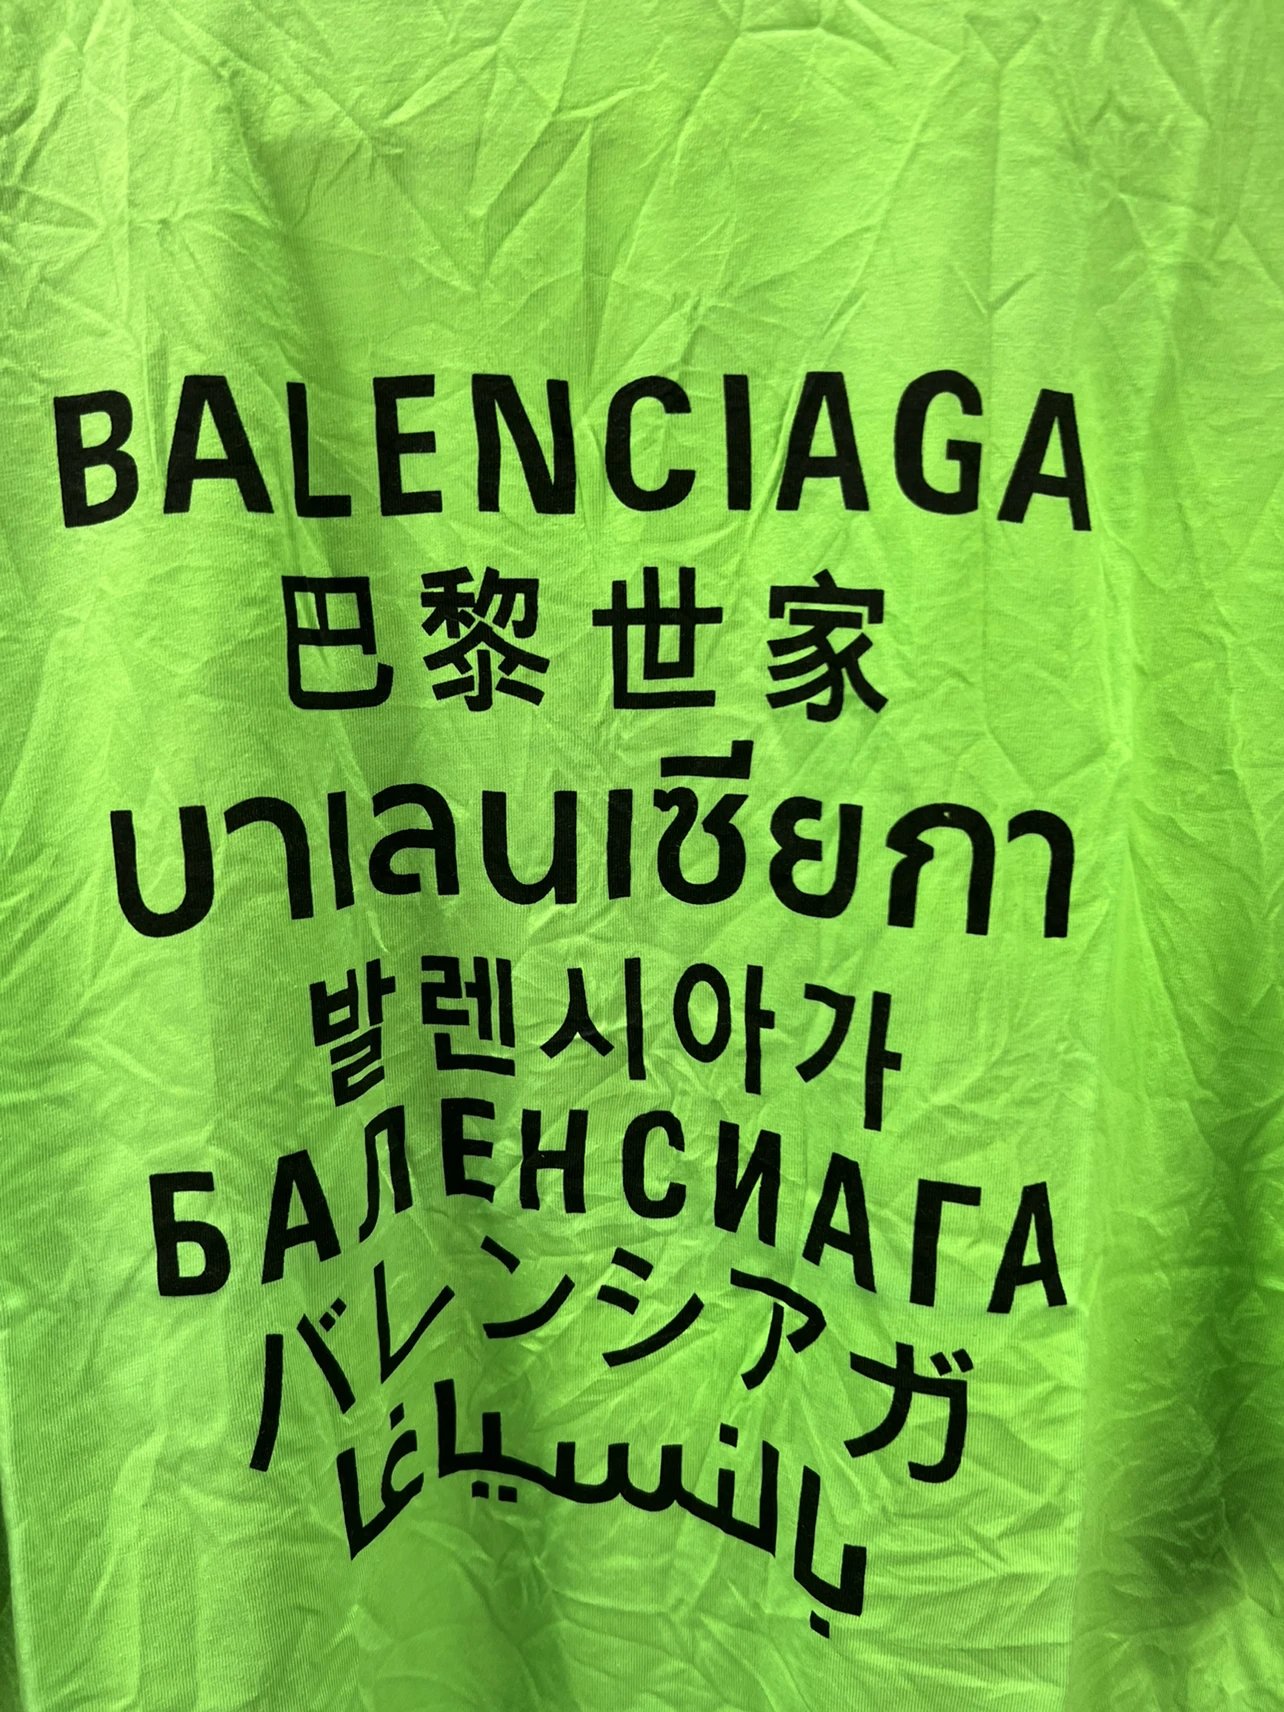 BALENCIAGA
巴黎世家
บาเลนเซียกา
발렌시아가
БАЛЕНСИАГА
バレンシアガ
بالنسياغا